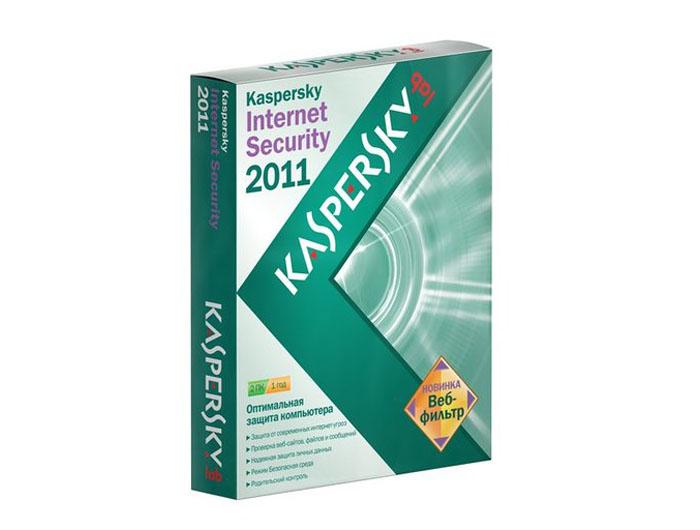 KASPERSKY lab
Kaspersky
Internet Security
2011
KASPERSKY
lab
Kaspersky
Internet
Security
2011
KASPERSKY lab
2 ПК 1 год
Оптимальная
защита компьютера
Защита от современных интернет-угроз
Проверка веб-сайтов, файлов и сообщений
Надежная защита личных данных
Режим Безопасная среда
Родительский контроль
НОВИНКА
Веб-
фильтр